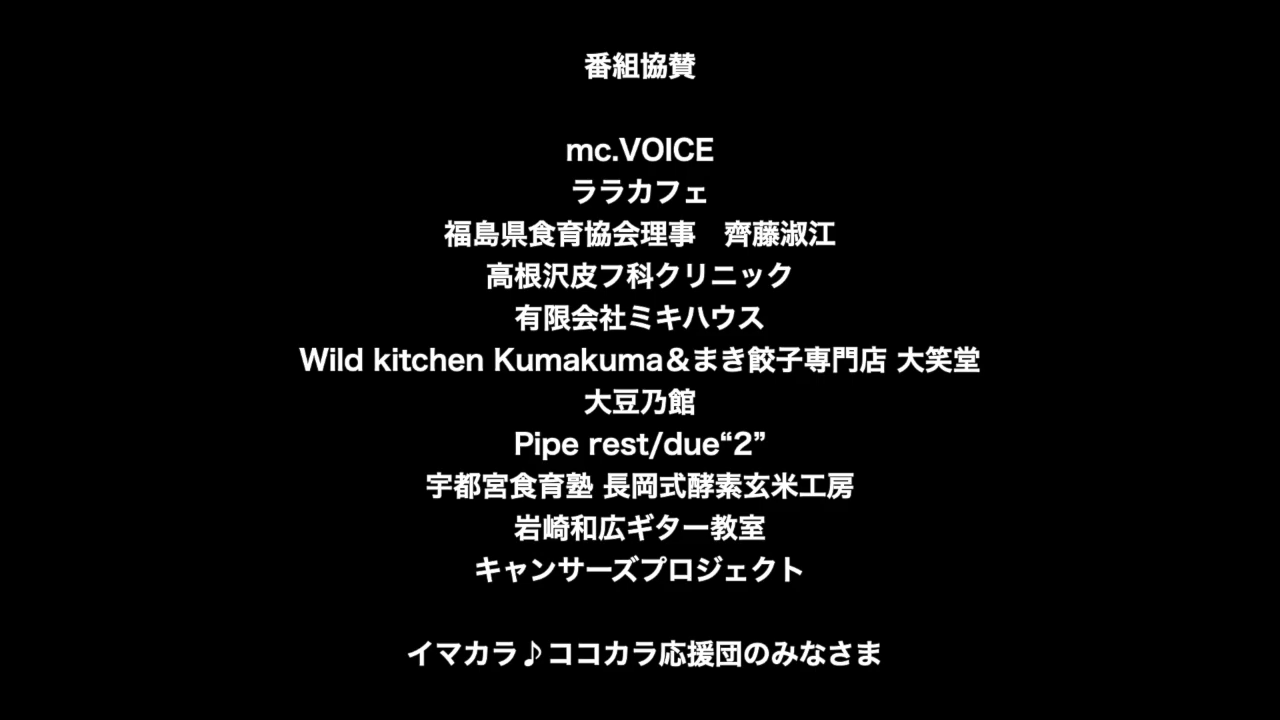 番組協賛
mc.VOICE
ララカフェ
福島県食育協会理事　齊藤淑江
高根沢皮フ科クリニック
有限会社ミキハウス
Wild kitchen Kumakuma＆まき餃子専門店 大笑堂
大豆乃館
Pipe rest/due“2”
宇都宮食育塾 長岡式酵素玄米工房
岩崎和広ギター教室
キャンサーズプロジェクト
イマカラ♪ココカラ応援団のみなさま